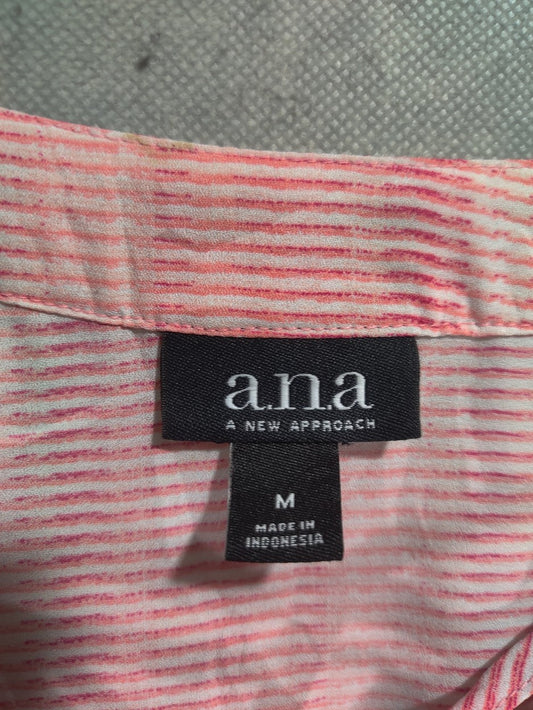 a.n.a
A NEW APPROACH
M
MADE IN
INDONESIA